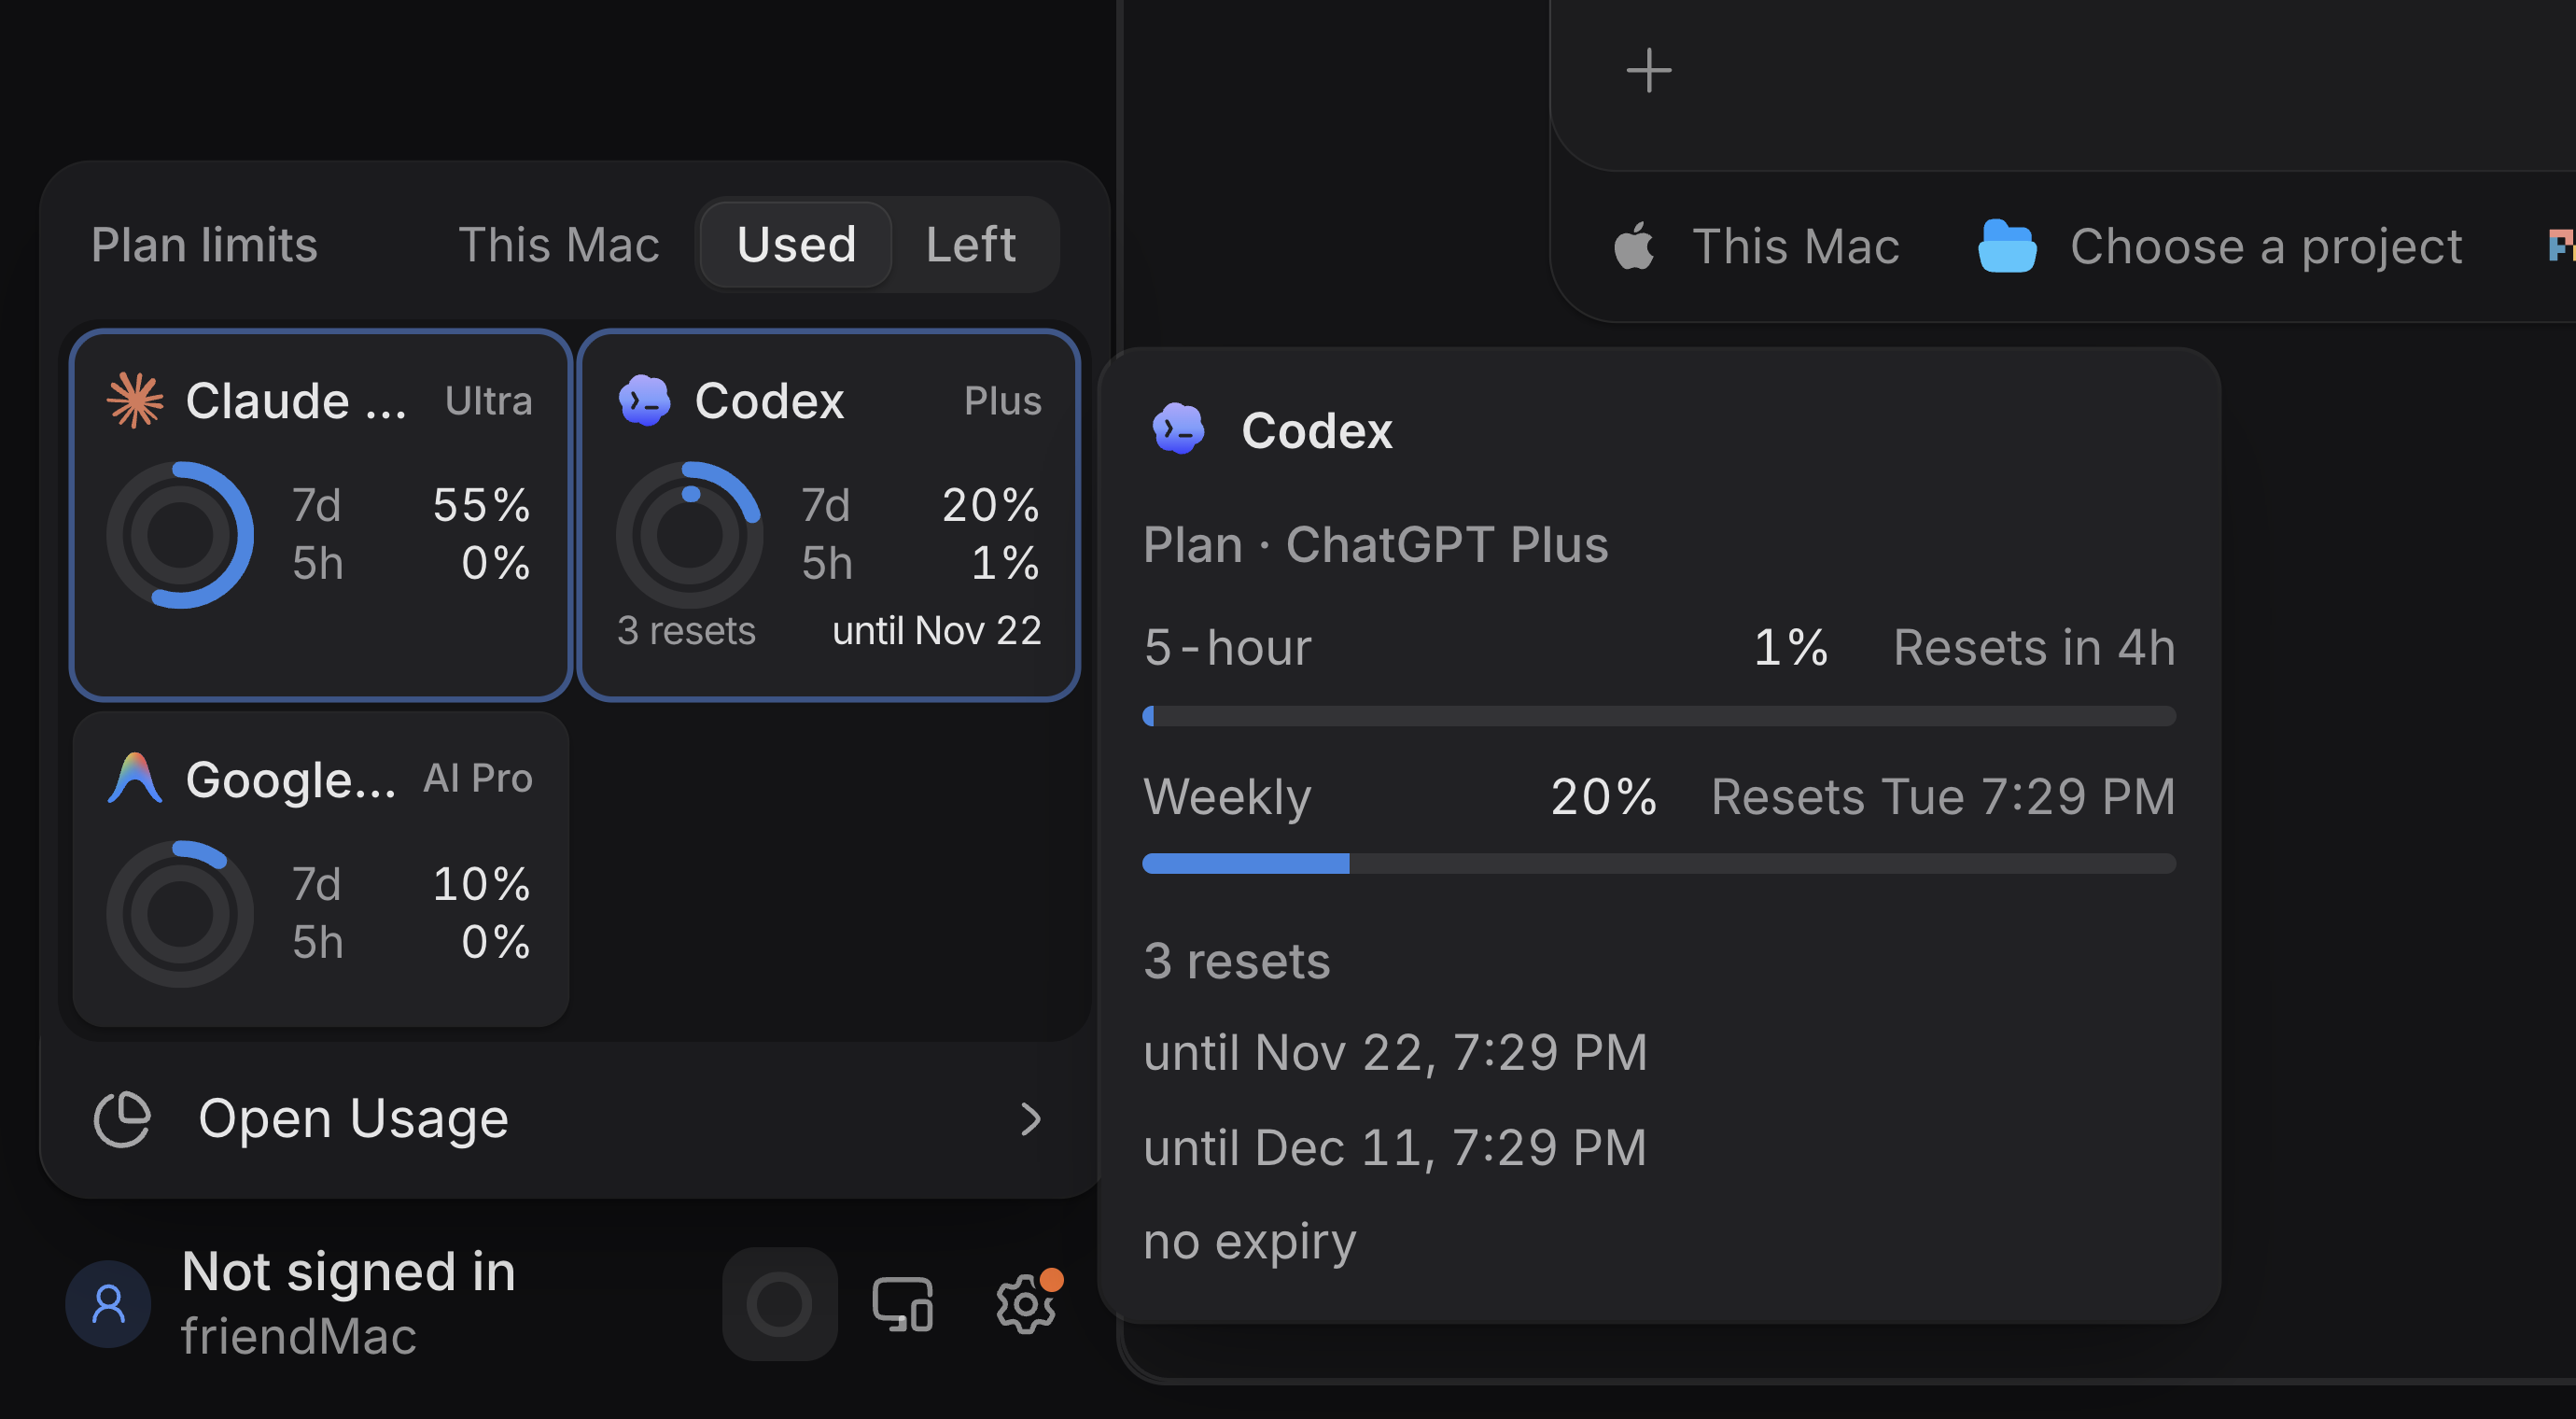 Plan limits This Mac Used Left
Claude ... Ultra
7d 55%
5h 0%
Codex Plus
7d 20%
5h 1%
3 resets until Nov 22
Google... AI Pro
7d 10%
5h 0%
Open Usage
Not signed in
friendMac
This Mac Choose a project
Codex
Plan · ChatGPT Plus
5-hour 1% Resets in 4h
Weekly 20% Resets Tue 7:29 PM
3 resets
until Nov 22, 7:29 PM
until Dec 11, 7:29 PM
no expiry